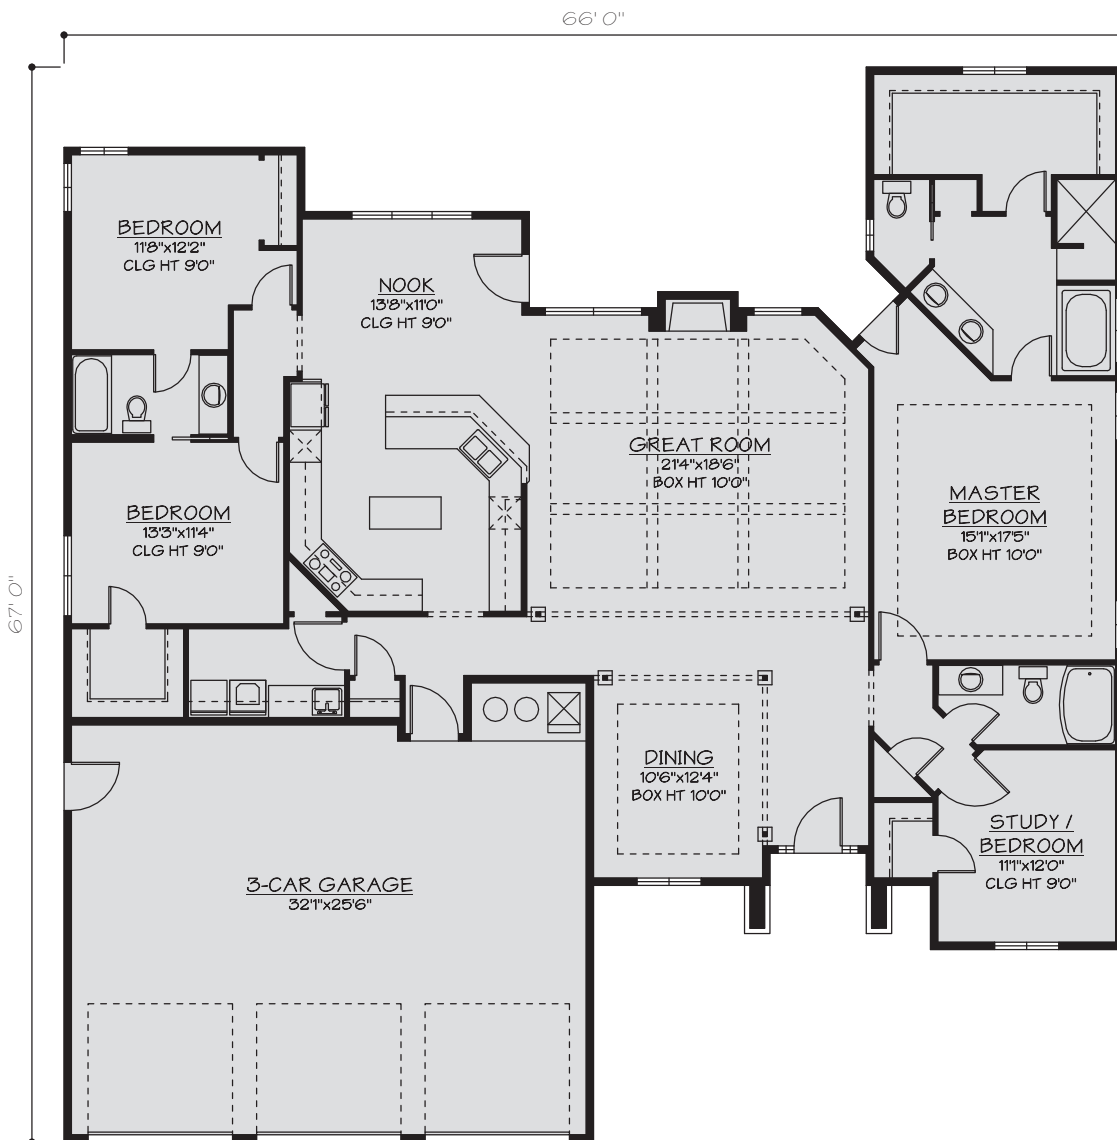 66' 0"
67' 0"
BEDROOM
11'8"x12'2"
CLG HT 9'0"
NOOK
13'8"x11'0"
CLG HT 9'0"
GREAT ROOM
21'4"x18'6"
BOX HT 10'0"
MASTER
BEDROOM
15'1"x17'5"
BOX HT 10'0"
BEDROOM
13'3"x11'4"
CLG HT 9'0"
DINING
10'6"x12'4"
BOX HT 10'0"
STUDY /
BEDROOM
11'1"x12'0"
CLG HT 9'0"
3-CAR GARAGE
32'1"x25'6"